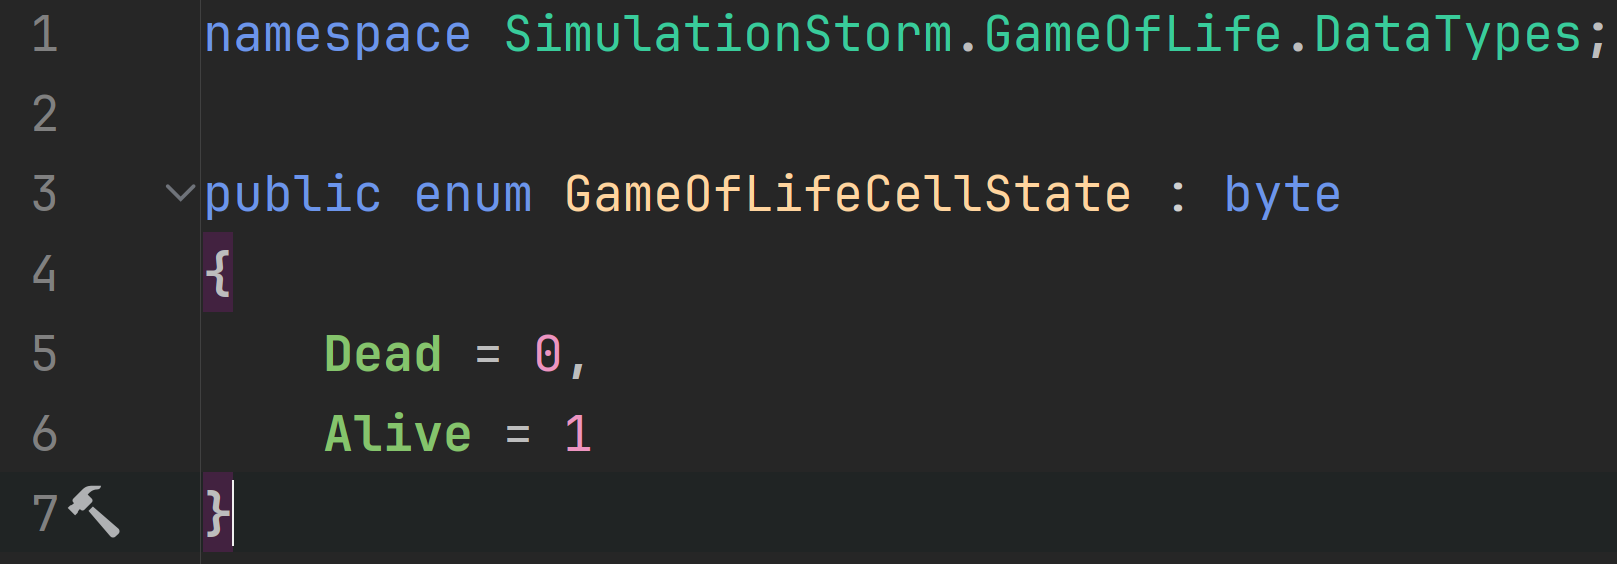 1 namespace SimulationStorm.GameOfLife.DataTypes;
2
3 public enum GameOfLifeCellState : byte
4 {
5     Dead = 0,
6     Alive = 1
7 }